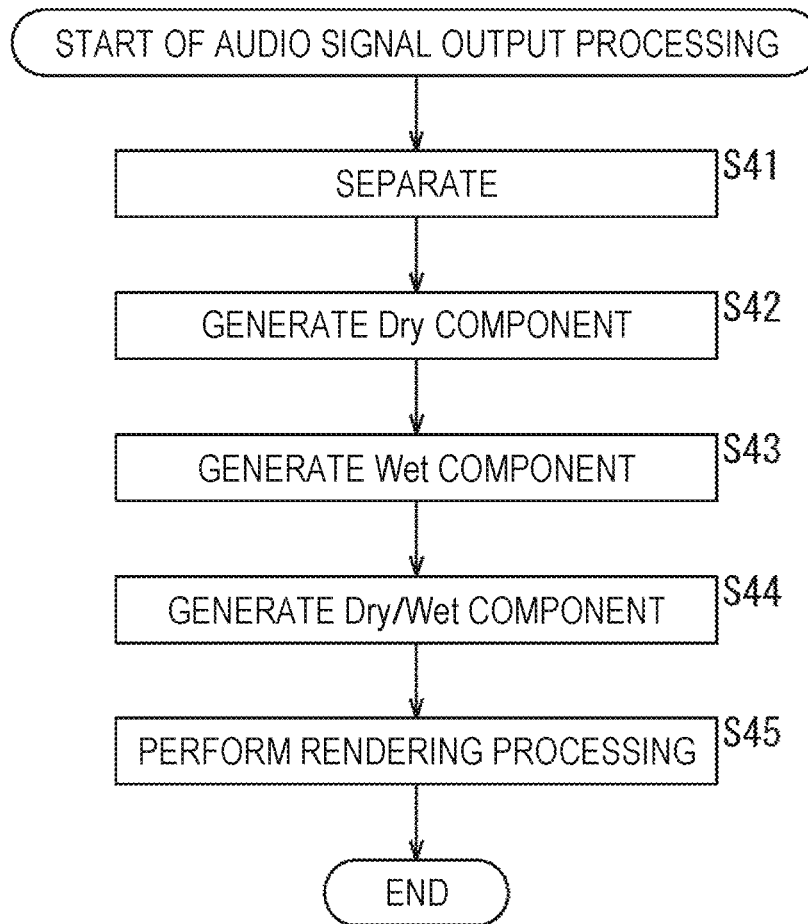 START OF AUDIO SIGNAL OUTPUT PROCESSING
S41
SEPARATE
S42
GENERATE Dry COMPONENT
S43
GENERATE Wet COMPONENT
S44
GENERATE Dry/Wet COMPONENT
S45
PERFORM RENDERING PROCESSING
END